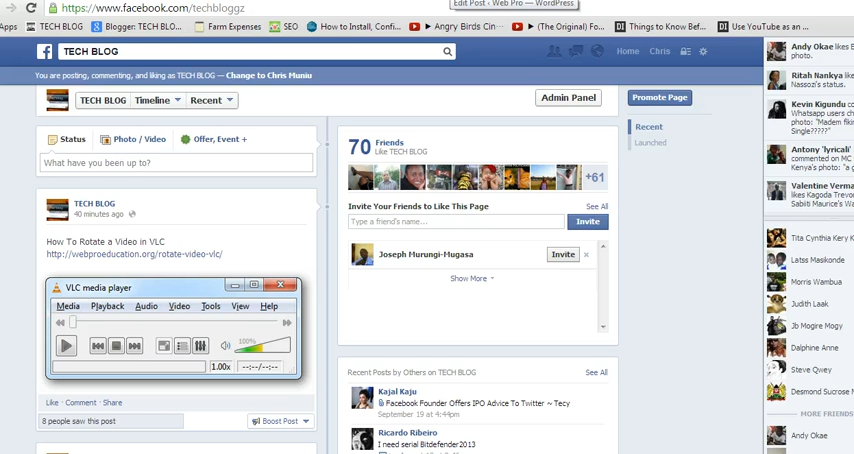 Edit Post ‹ Web Pro — WordPress
https://www.facebook.com/techbloggz
Apps TECH BLOG Blogger: TECH BLO... Farm Expenses SEO How to Install, Confi... Angry Birds Cin (The Original) Fo... Things to Know Bef... Use YouTube as an ...
TECH BLOG
Home Chris
You are posting, commenting, and liking as TECH BLOG — Change to Chris Muniu
TECH BLOG Timeline Recent
Admin Panel
Promote Page
Recent
Launched
Status Photo / Video Offer, Event +
What have you been up to?
TECH BLOG
40 minutes ago
How To Rotate a Video in VLC
http://webproeducation.org/rotate-video-vlc/
VLC media player
Media Playback Audio Video Tools View Help
100%
1.00x --:--/--:--
Like · Comment · Share
8 people saw this post
Boost Post
70 Friends
Like TECH BLOG
+61
Invite Your Friends to Like This Page See All
Type a friend's name...
Invite
Joseph Murungi-Mugasa Invite
Show More
Recent Posts by Others on TECH BLOG See All
Kajal Kaju
Facebook Founder Offers IPO Advice To Twitter ~ Tecy
September 19 at 4:44pm
Ricardo Ribeiro
I need serial Bitdefender2013
Andy Okae likes
photo.
Ritah Nankya
Nassozi's status.
Kevin Kigundu
Whatsapp users
photo: "Madem
Single?????"
Antony 'lyricali'
commented on MC
Kenya's photo: "a
Valentine Verma
likes Kagoda Trevor
Sabiiti Maurice's
Tita Cynthia Kery
Latss Masikonde
Morris Wambua
Judith Laak
Jb Mogire Mogy
Dalphine Anne
Steve Qwey
Desmond Sucrose
MORE FRIENDS
Andy Okae